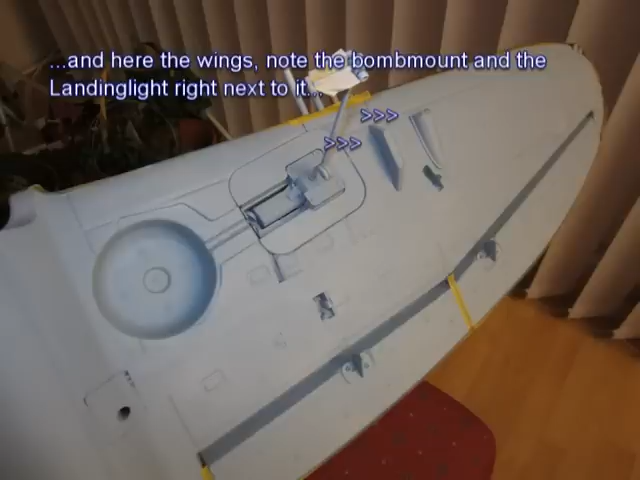 ...and here the wings, note the bombmount and the
Landinglight right next to it...
>>>
>>>